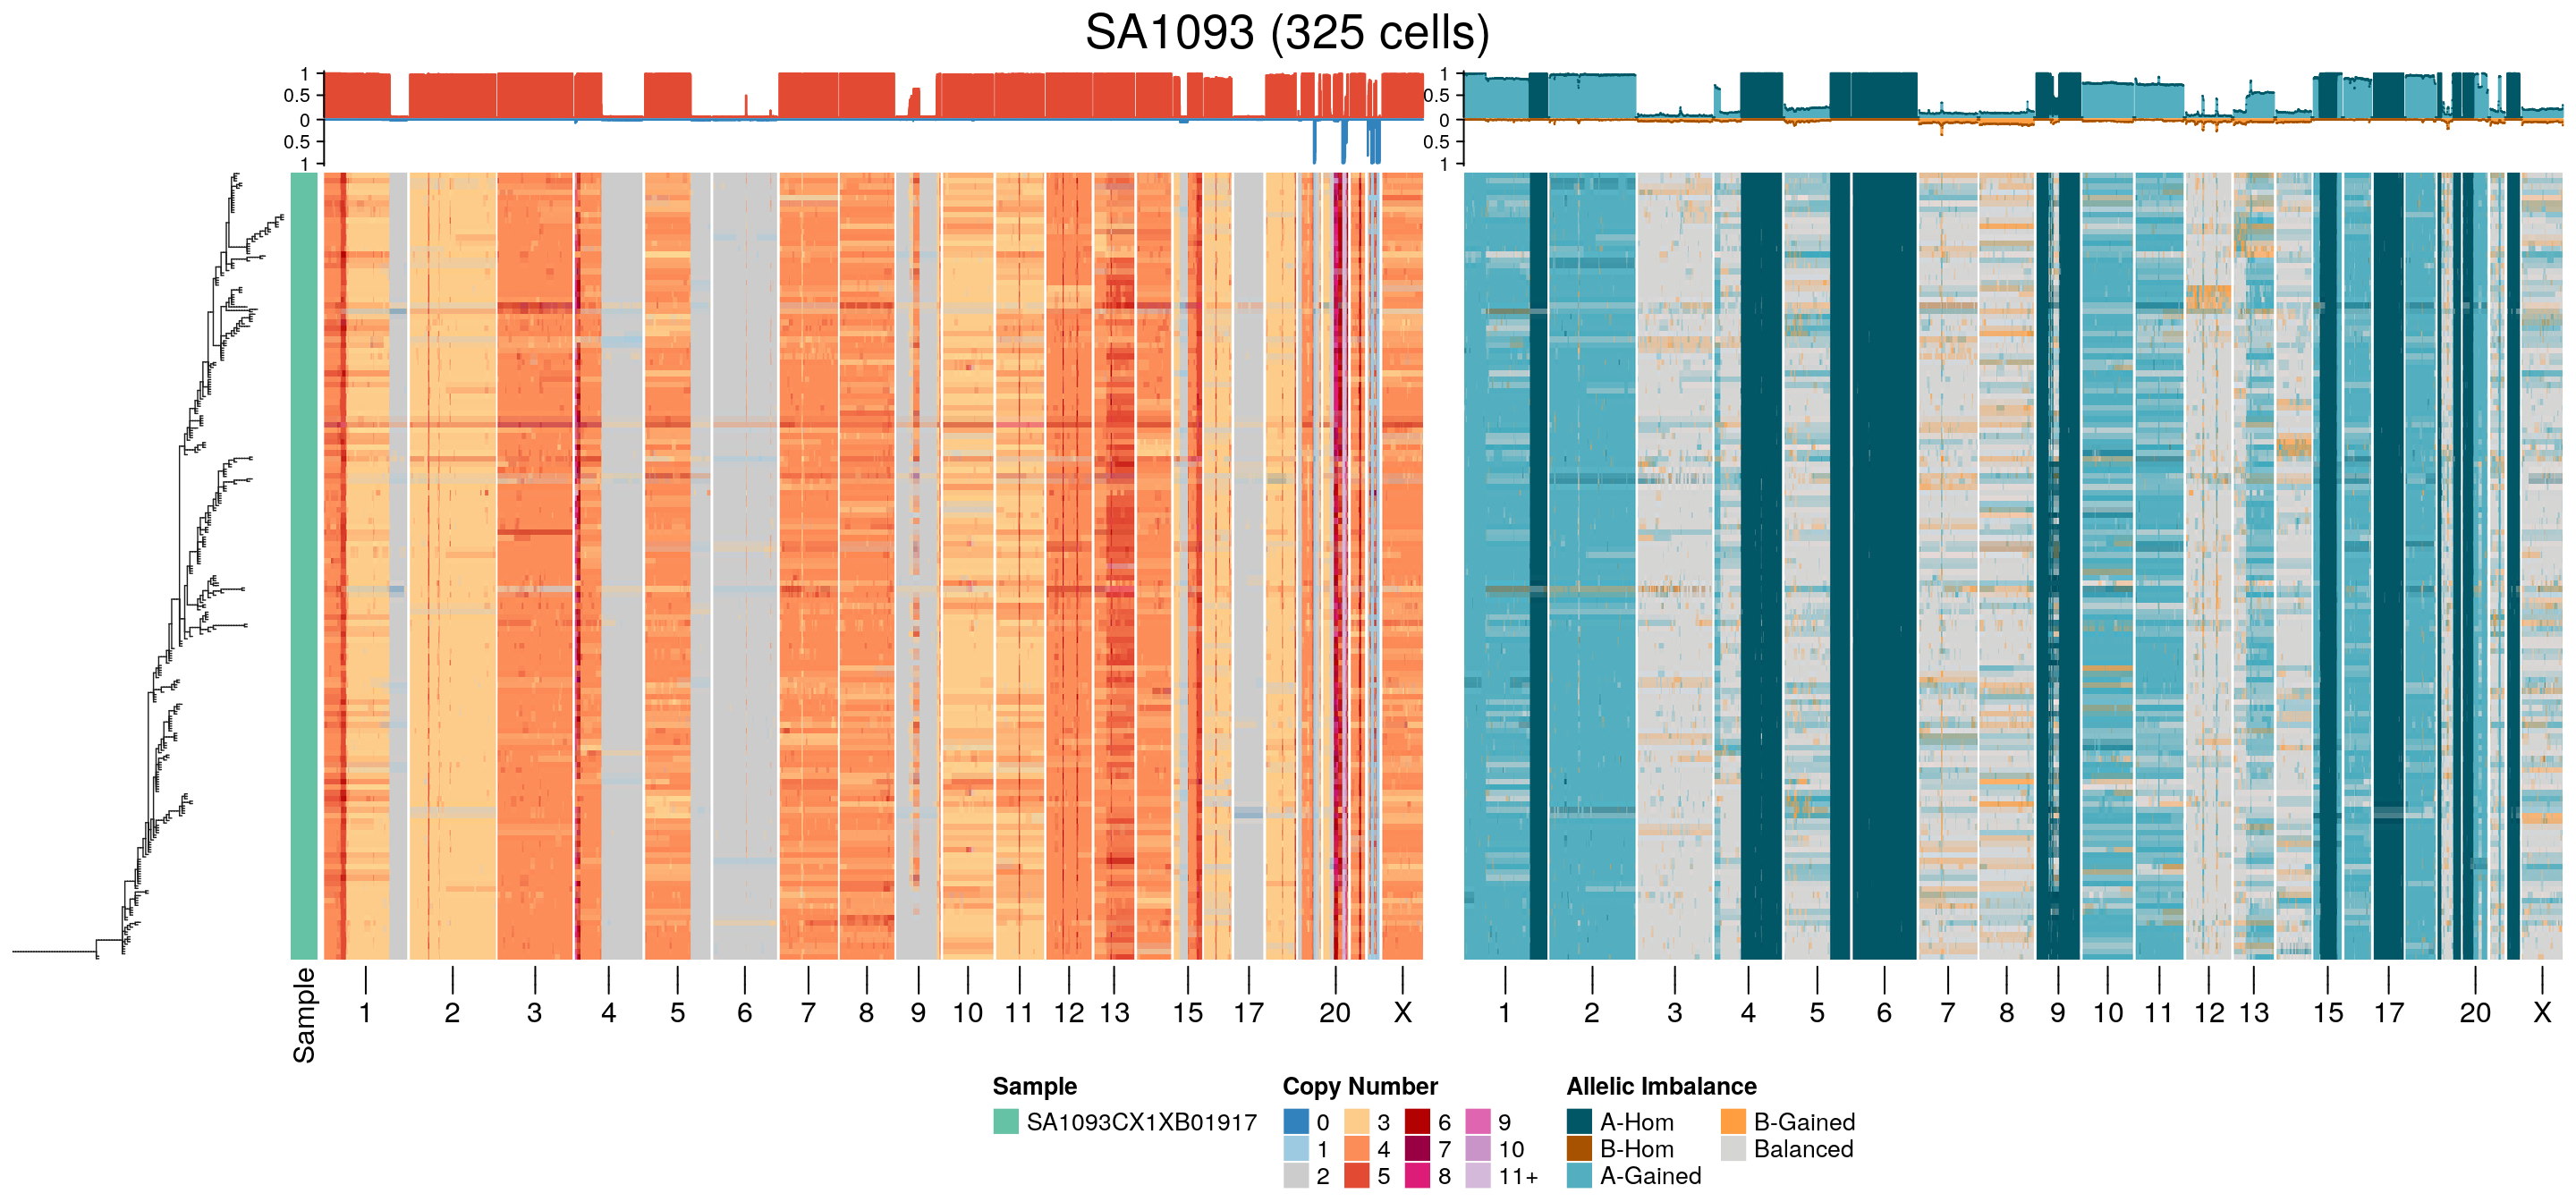 SA1093 (325 cells)
1
0.5
0
0.5
1
1
0.5
0
0.5
1
Sample
1 2 3 4 5 6 7 8 9 10 11 12 13 15 17 20 X
1 2 3 4 5 6 7 8 9 10 11 12 13 15 17 20 X
Sample
SA1093CX1XB01917
Copy Number
0 3 6 9
1 4 7 10
2 5 8 11+
Allelic Imbalance
A-Hom B-Gained
B-Hom Balanced
A-Gained